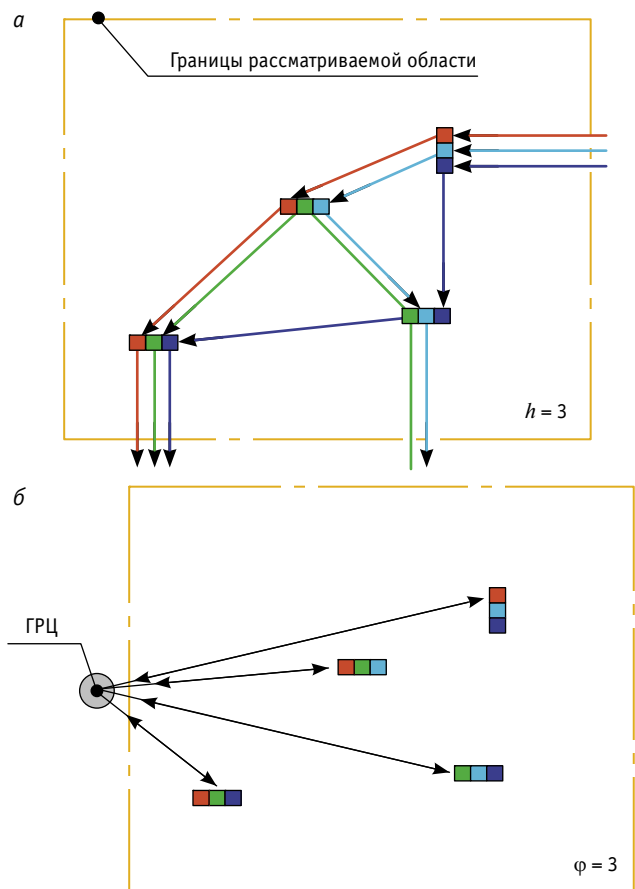 а
Границы рассматриваемой области
h = 3
б
ГРЦ
φ = 3